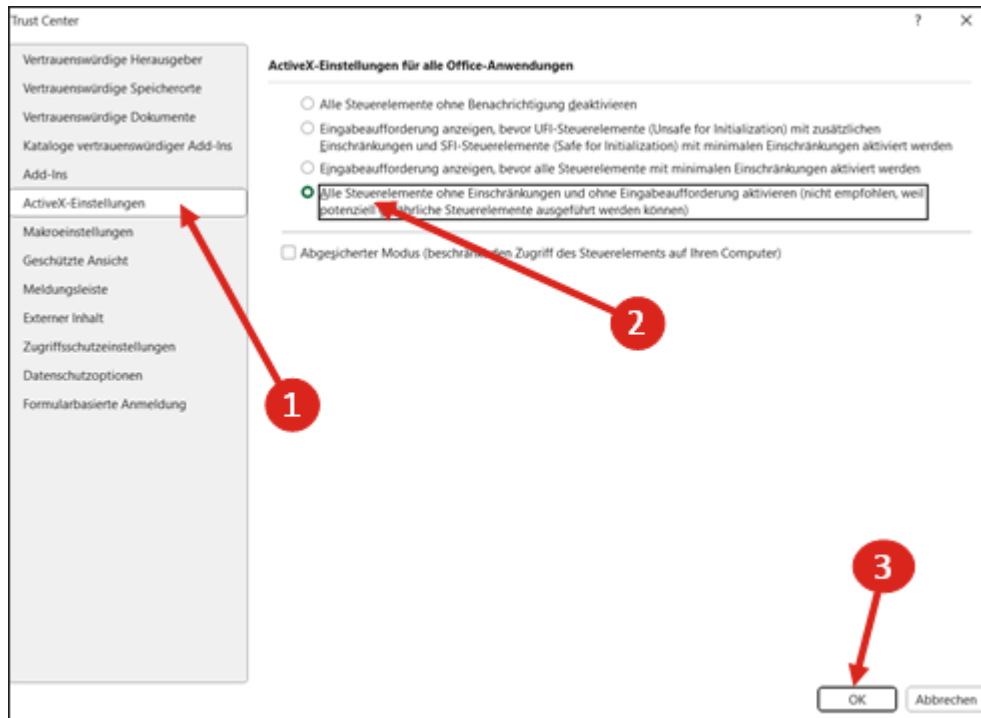 Trust Center
?
Vertrauenswürdige Herausgeber
Vertrauenswürdige Speicherorte
Vertrauenswürdige Dokumente
Kataloge vertrauenswürdiger Add-Ins
Add-Ins
ActiveX-Einstellungen
Makroeinstellungen
Geschützte Ansicht
Meldungsleiste
Externer Inhalt
Zugriffsschutzeinstellungen
Datenschutzoptionen
Formularbasierte Anmeldung
ActiveX-Einstellungen für alle Office-Anwendungen
Alle Steuerelemente ohne Benachrichtigung deaktivieren
Eingabeaufforderung anzeigen, bevor UFI-Steuerelemente (Unsafe for Initialization) mit zusätzlichen
Einschränkungen und SFI-Steuerelemente (Safe for Initialization) mit minimalen Einschränkungen aktiviert werden
Eingabeaufforderung anzeigen, bevor alle Steuerelemente mit minimalen Einschränkungen aktiviert werden
Alle Steuerelemente ohne Einschränkungen und ohne Eingabeaufforderung aktivieren (nicht empfohlen, weil
potenziell Steuerelemente ausgeführt werden können)
Abgesicherter Modus den Zugriff des Steuerelements auf Ihren Computer)
1
2
3
OK
Abbrechen